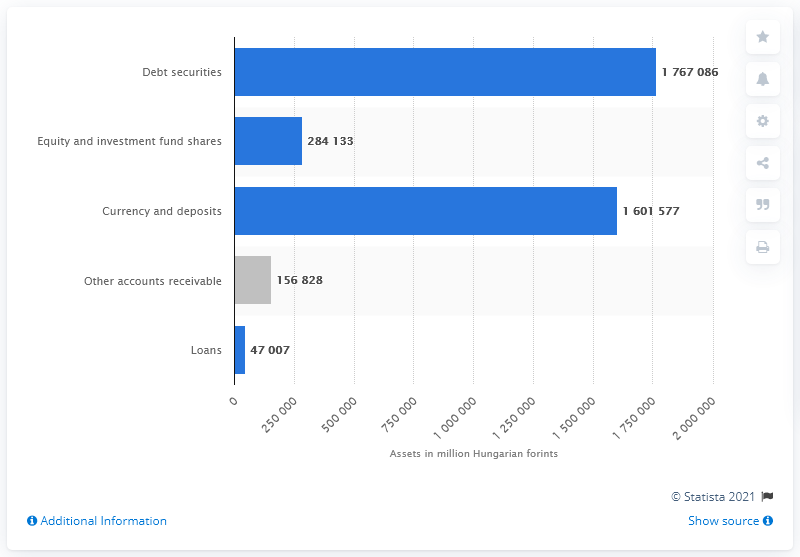 Debt securities 1 767 086
Equity and investment fund shares 284 133
Currency and deposits 1 601 577
Other accounts receivable 156 828
Loans 47 007
0 250 000 500 000 750 000 1 000 000 1 250 000 1 500 000 1 750 000 2 000 000
Assets in million Hungarian forints
© Statista 2021
Additional Information Show source